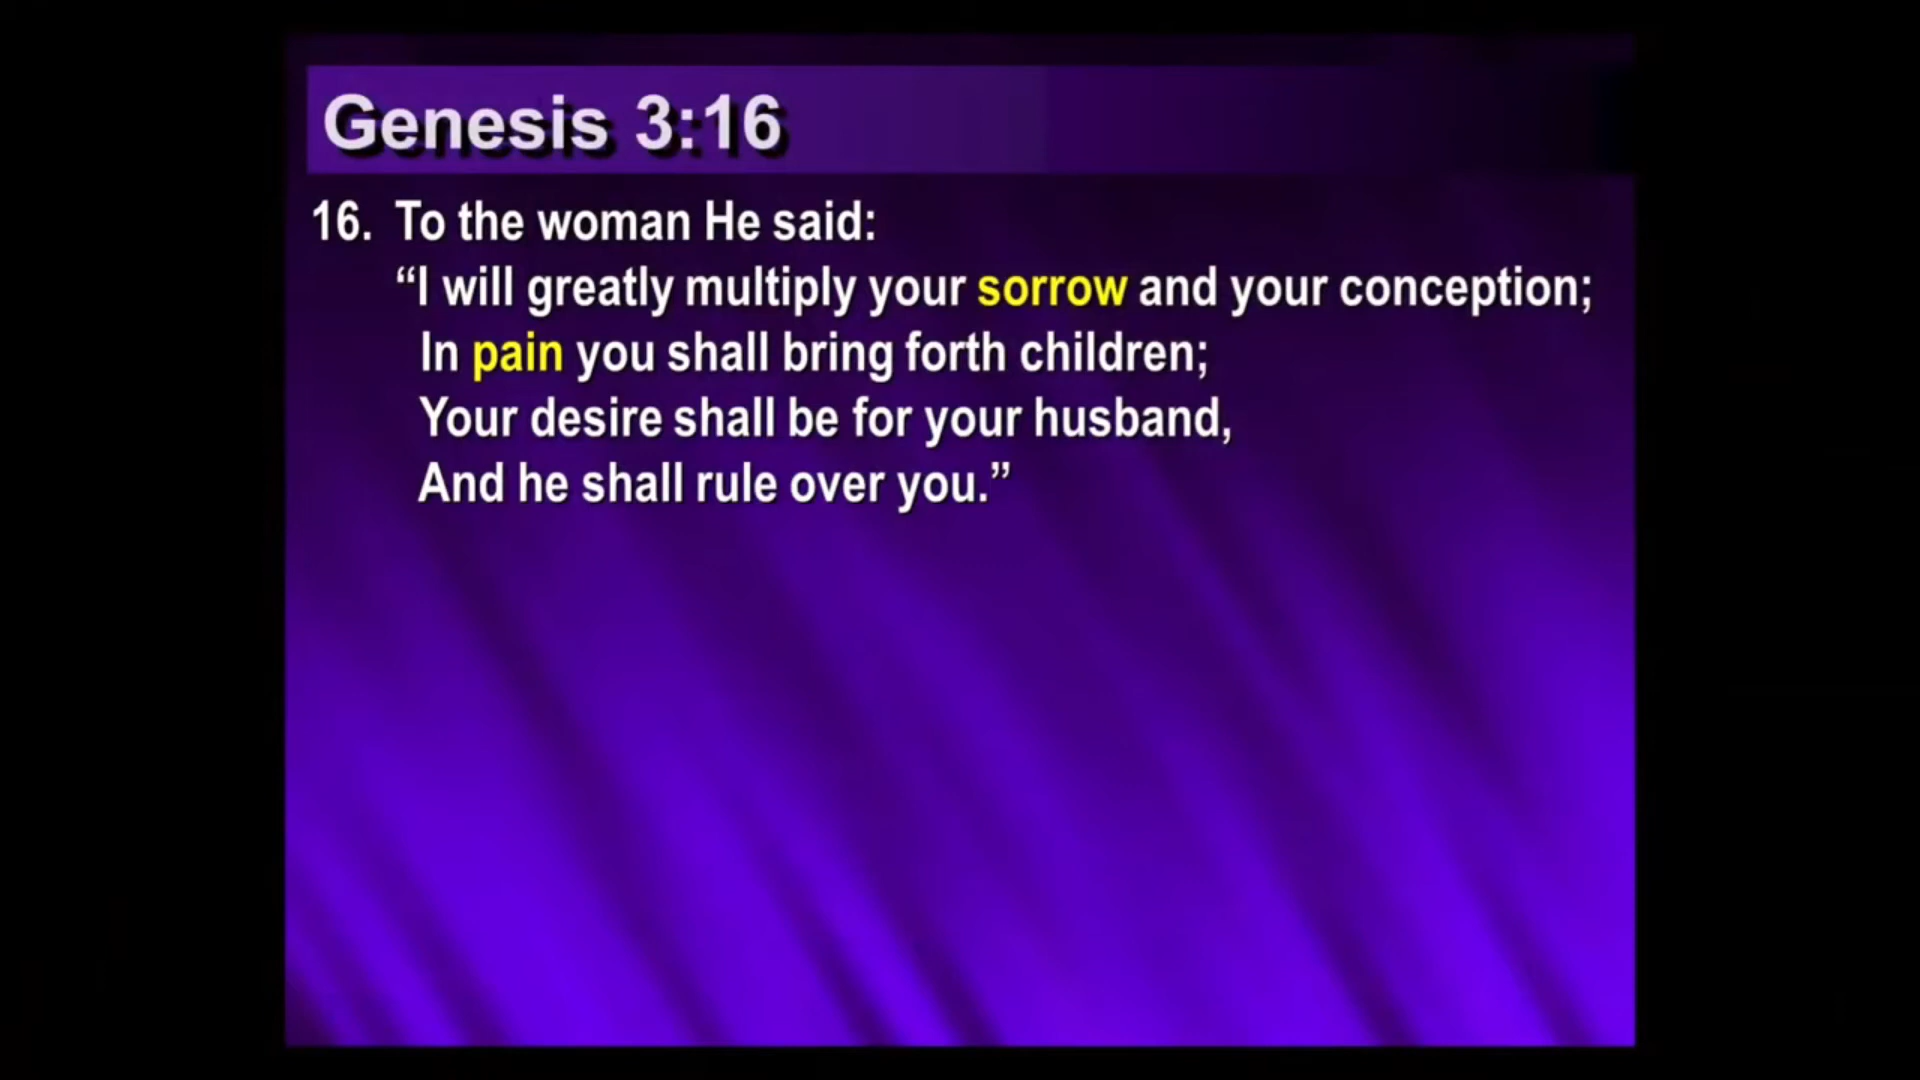 Genesis 3:16
16. To the woman He said:
“I will greatly multiply your sorrow and your conception;
In pain you shall bring forth children;
Your desire shall be for your husband,
And he shall rule over you.”